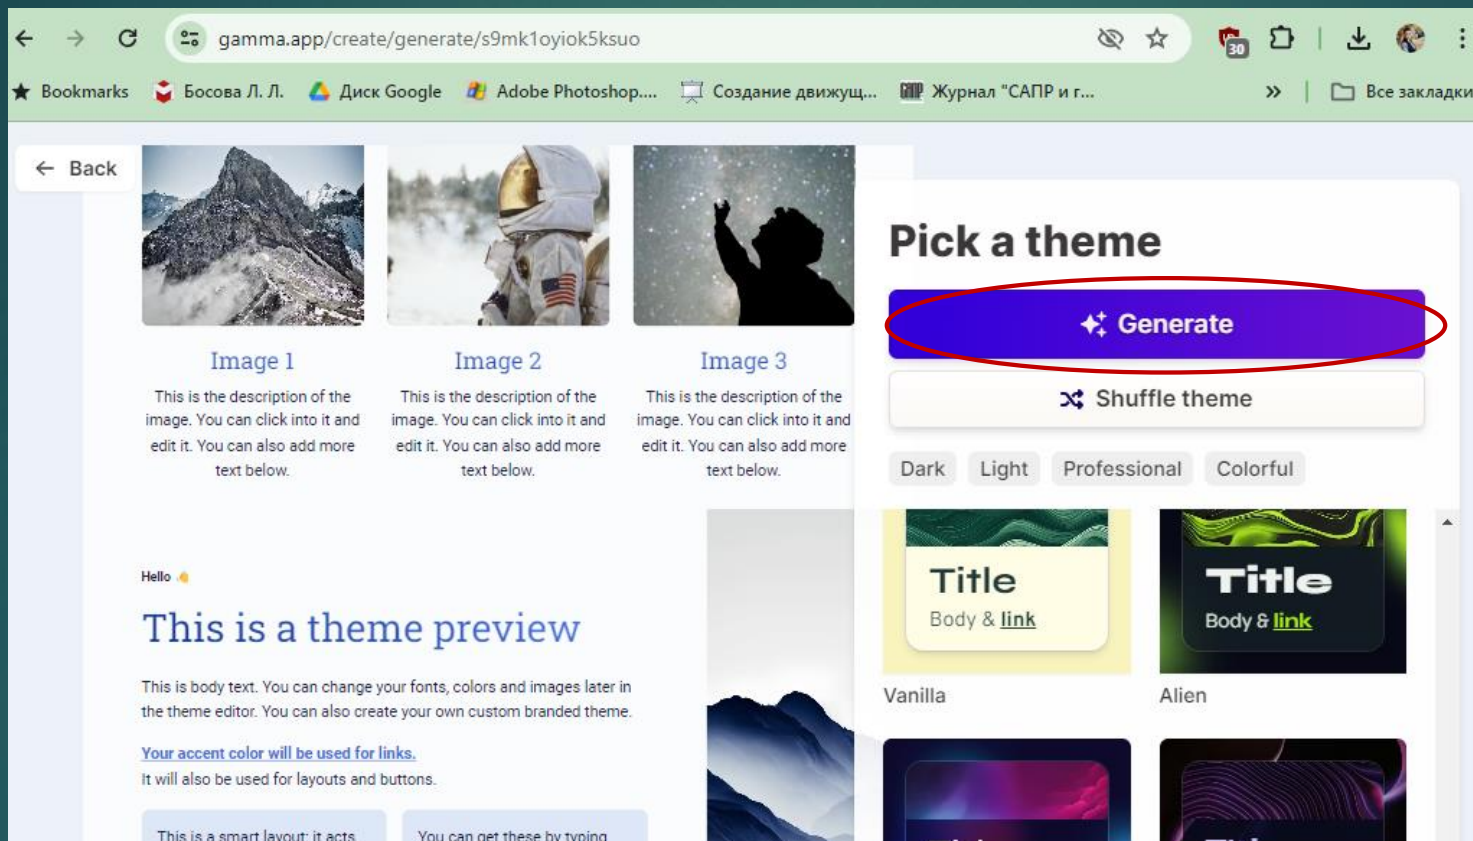 gamma.app/create/generate/s9mk1oyiok5ksuo
30
Bookmarks
Босова Л. Л.
Диск Google
Adobe Photoshop....
Создание движущ...
Журнал "САПР и г...
»
Все закладки
Back
Image 1
This is the description of the
image. You can click into it and
edit it. You can also add more
text below.
Image 2
This is the description of the
image. You can click into it and
edit it. You can also add more
text below.
Image 3
This is the description of the
image. You can click into it and
edit it. You can also add more
text below.
Hello 👋
This is a theme preview
This is body text. You can change your fonts, colors and images later in
the theme editor. You can also create your own custom branded theme.
Your accent color will be used for links.
It will also be used for layouts and buttons.
This is a smart layout: it acts
You can get these by typing
Pick a theme
Generate
Shuffle theme
Dark
Light
Professional
Colorful
Title
Body & link
Vanilla
Title
Body & link
Alien